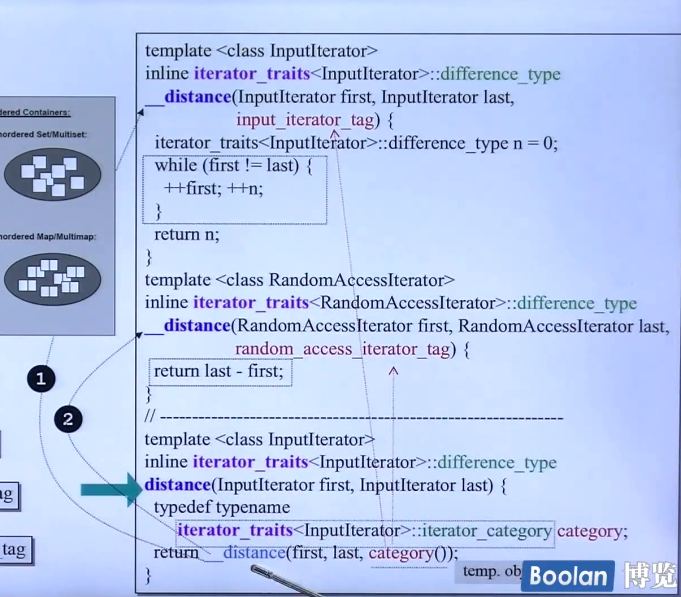 dered Containers:
nordered Set/Multiset:
nordered Map/Multimap:
1
2
ag
_tag
template <class InputIterator>
inline iterator_traits<InputIterator>::difference_type
__distance(InputIterator first, InputIterator last,
input_iterator_tag) {
iterator_traits<InputIterator>::difference_type n = 0;
while (first != last) {
++first; ++n;
}
return n;
}
template <class RandomAccessIterator>
inline iterator_traits<RandomAccessIterator>::difference_type
__distance(RandomAccessIterator first, RandomAccessIterator last,
random_access_iterator_tag) {
return last - first;
}
// ------------------------------------------------------------
template <class InputIterator>
inline iterator_traits<InputIterator>::difference_type
distance(InputIterator first, InputIterator last) {
typedef typename
iterator_traits<InputIterator>::iterator_category category;
return __distance(first, last, category());
}
temp. ob
Boolan 博览